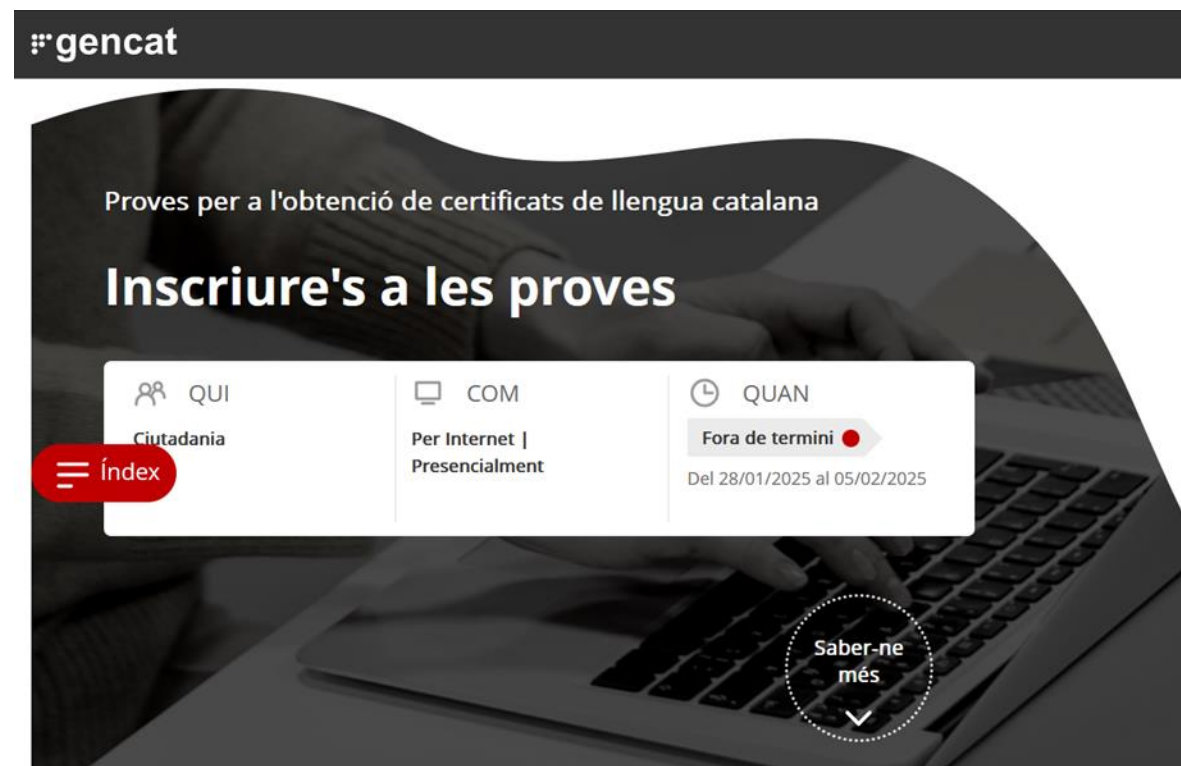 gencat
Proves per a l'obtenció de certificats de llengua catalana
Inscriure's a les proves
QUI
Ciutadania
COM
Per Internet |
Presencialment
QUAN
Fora de termini
Del 28/01/2025 al 05/02/2025
Índex
Saber-ne
més